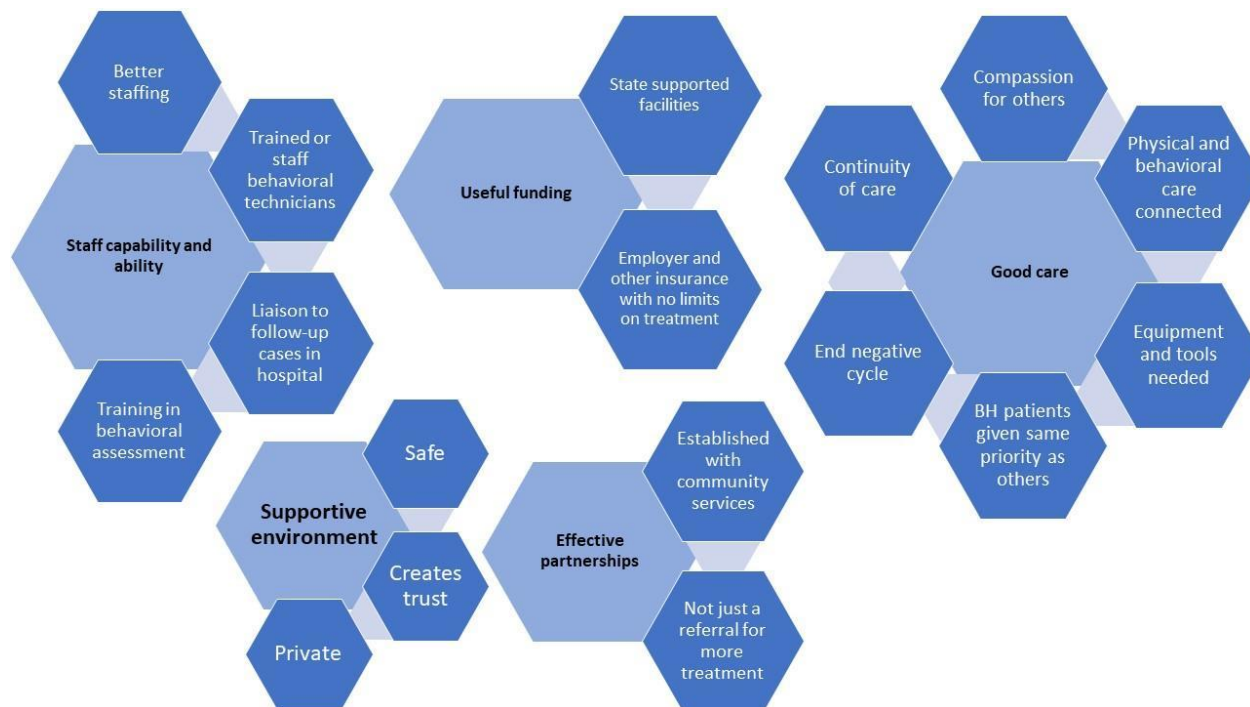 Better
staffing
Trained or
staff
behavioral
technicians
Staff capability and
ability
Liaison to
follow-up
cases in
hospital
Training in
behavioral
assessment
State supported
facilities
Useful funding
Employer and
other insurance
with no limits
on treatment
Compassion
for others
Continuity
of care
Physical and
behavioral
care
connected
Good care
End negative
cycle
Equipment
and tools
needed
BH patients
given same
priority as
others
Safe
Supportive
environment
Creates
trust
Private
Established
with
community
services
Effective
partnerships
Not just a
referral for
more
treatment